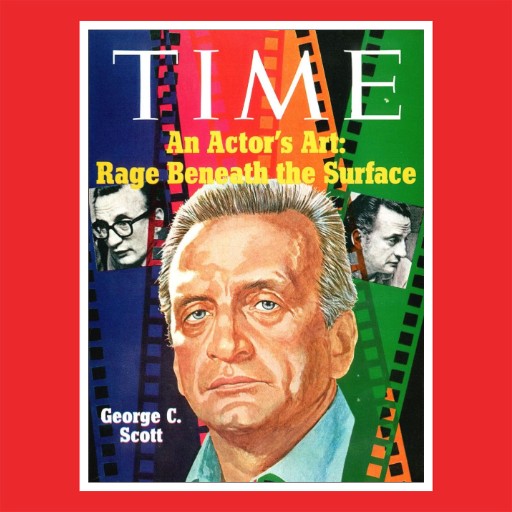 TIME
An Actor's Art:
Rage Beneath the Surface
George C.
Scott